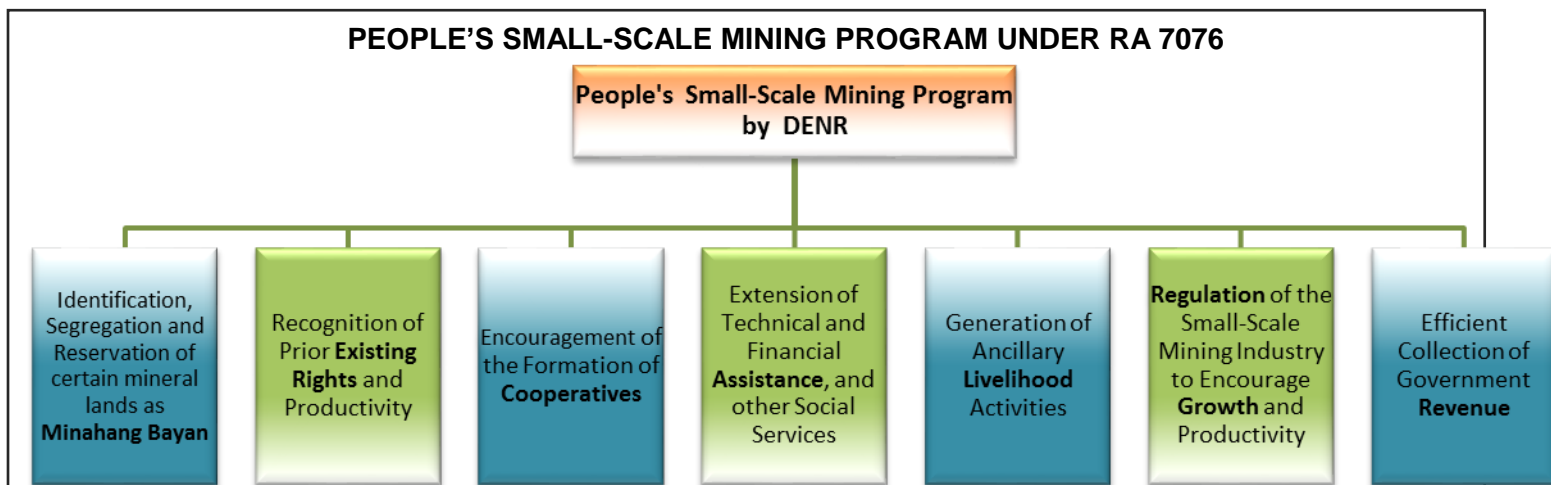 PEOPLE’S SMALL-SCALE MINING PROGRAM UNDER RA 7076
People's Small-Scale Mining Program
by DENR
Identification,
Segregation and
Reservation of
certain mineral
lands as
Minahang Bayan
Recognition of
Prior Existing
Rights and
Productivity
Encouragement of
the Formation of
Cooperatives
Extension of
Technical and
Financial
Assistance, and
other Social
Services
Generation of
Ancillary
Livelihood
Activities
Regulation of the
Small-Scale
Mining Industry
to Encourage
Growth and
Productivity
Efficient
Collection of
Government
Revenue